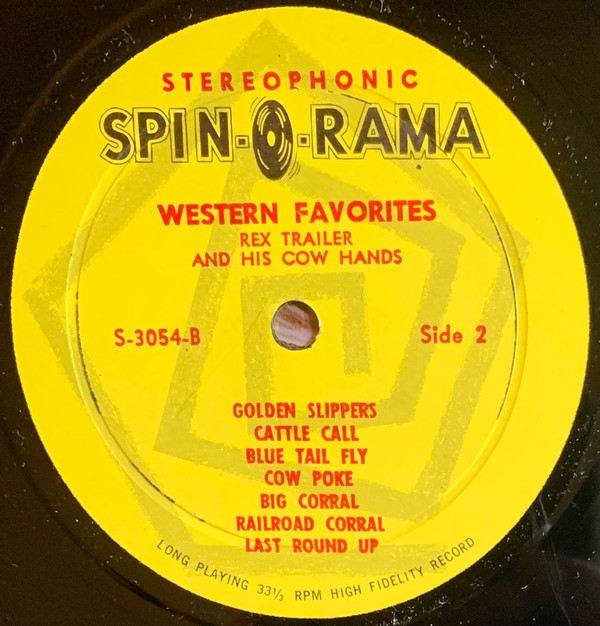 STEREOPHONIC
SPIN-O-RAMA
WESTERN FAVORITES
REX TRAILER
AND HIS COW HANDS
S-3054-B
Side 2
GOLDEN SLIPPERS
CATTLE CALL
BLUE TAIL FLY
COW POKE
BIG CORRAL
RAILROAD CORRAL
LAST ROUND UP
LONG PLAYING 33⅓ RPM HIGH FIDELITY RECORD